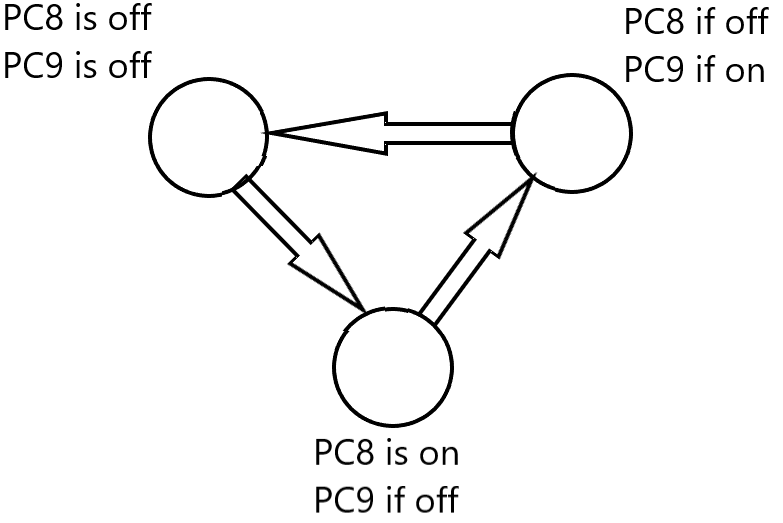 PC8 is off
PC9 is off
PC8 if off
PC9 if on
PC8 is on
PC9 if off